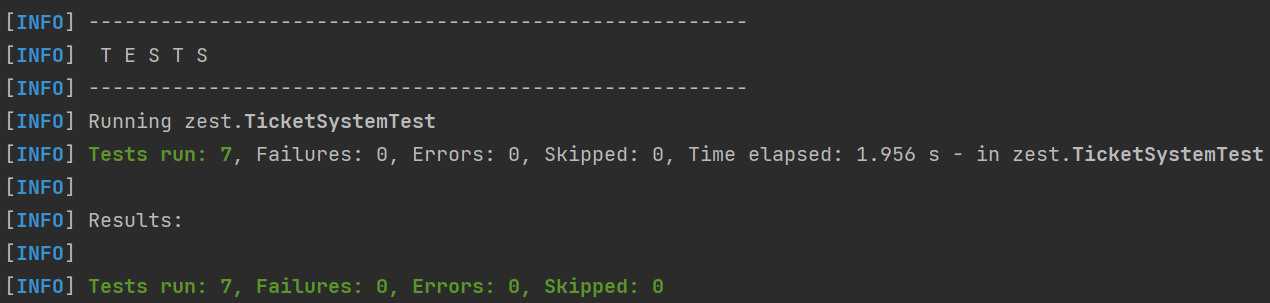 [INFO] -------------------------------------------------------
[INFO]  T E S T S
[INFO] -------------------------------------------------------
[INFO] Running zest.TicketSystemTest
[INFO] Tests run: 7, Failures: 0, Errors: 0, Skipped: 0, Time elapsed: 1.956 s - in zest.TicketSystemTest
[INFO]
[INFO] Results:
[INFO]
[INFO] Tests run: 7, Failures: 0, Errors: 0, Skipped: 0